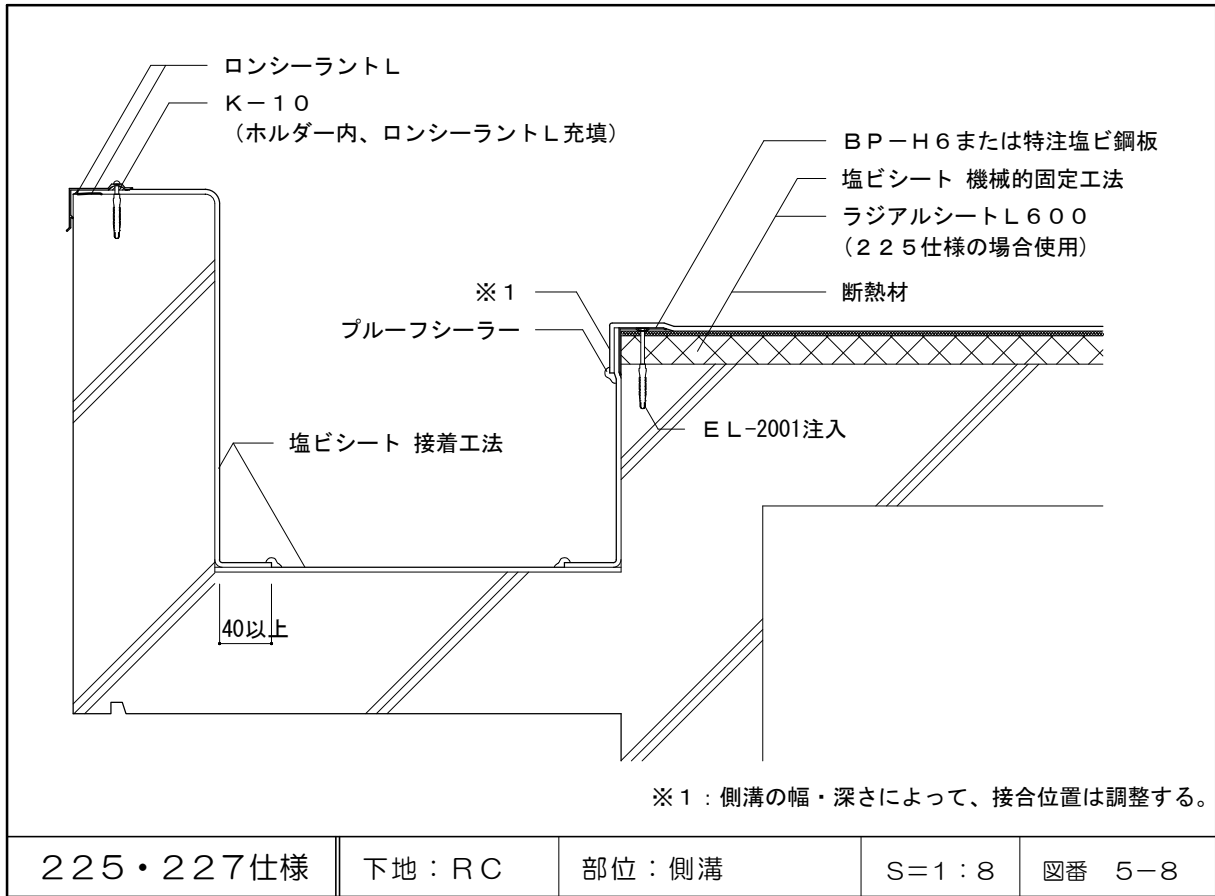 ロンシーラントL
K－10
（ホルダー内、ロンシーラントL充填）
BP－H6または特注塩ビ鋼板
塩ビシート 機械的固定工法
ラジアルシートL600
（225仕様の場合使用）
断熱材
※1
プルーフシーラー
EL-2001注入
塩ビシート 接着工法
40以上
※1：側溝の幅・深さによって、接合位置は調整する。
225・227仕様 下地：RC 部位：側溝 S=1：8 図番 5－8